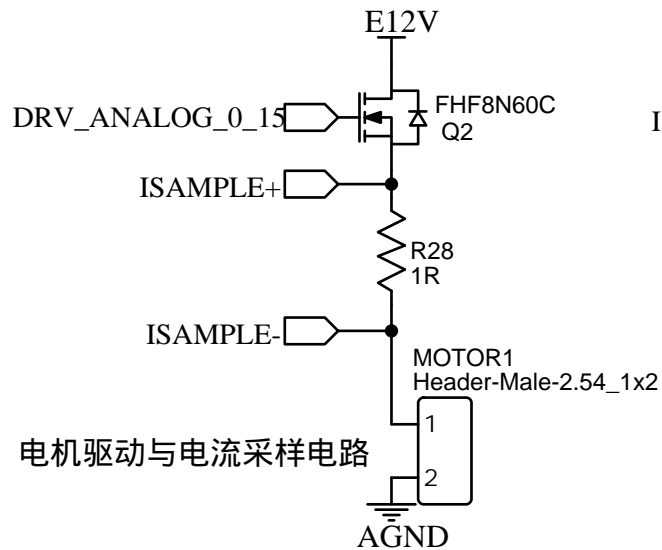 E12V
FHF8N60C
DRV_ANALOG_0_15
Q2
I
ISAMPLE+
R28
1R
ISAMPLE-
MOTOR1
Header-Male-2.54_1x2
1
电机驱动与电流采样电路
2
AGND